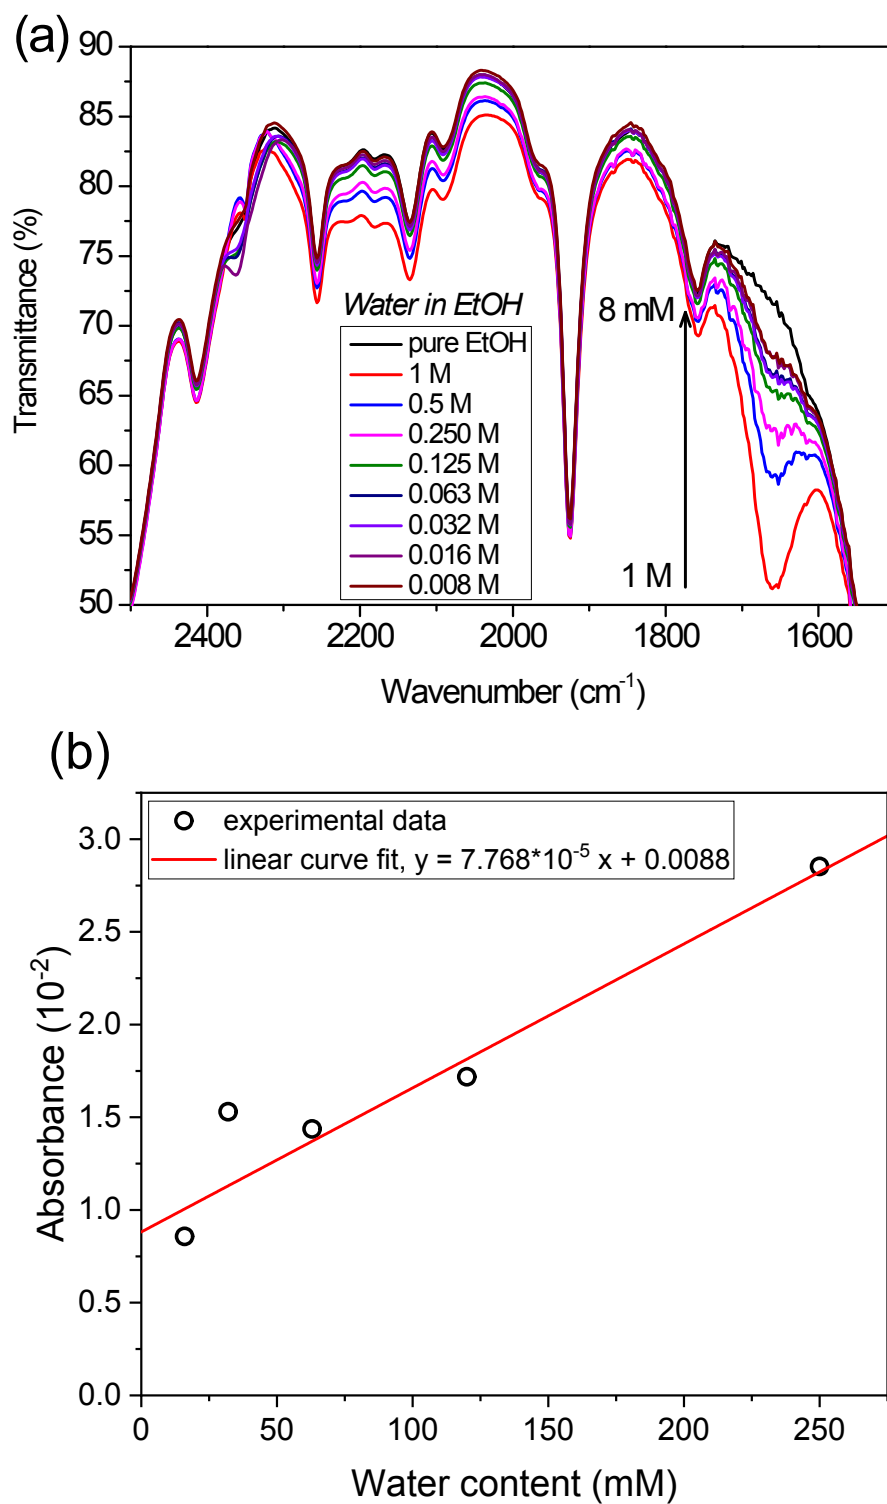 (a)
90
85
80
75
70
65
60
55
50
Transmittance (%)
Water in EtOH
pure EtOH
1 M
0.5 M
0.250 M
0.125 M
0.063 M
0.032 M
0.016 M
0.008 M
8 mM
1 M
2400 2200 2000 1800 1600
Wavenumber (cm⁻¹)
(b)
experimental data
linear curve fit, y = 7.768*10⁻⁵ x + 0.0088
3.0
2.5
2.0
1.5
1.0
0.5
0.0
Absorbance (10⁻²)
0 50 100 150 200 250
Water content (mM)